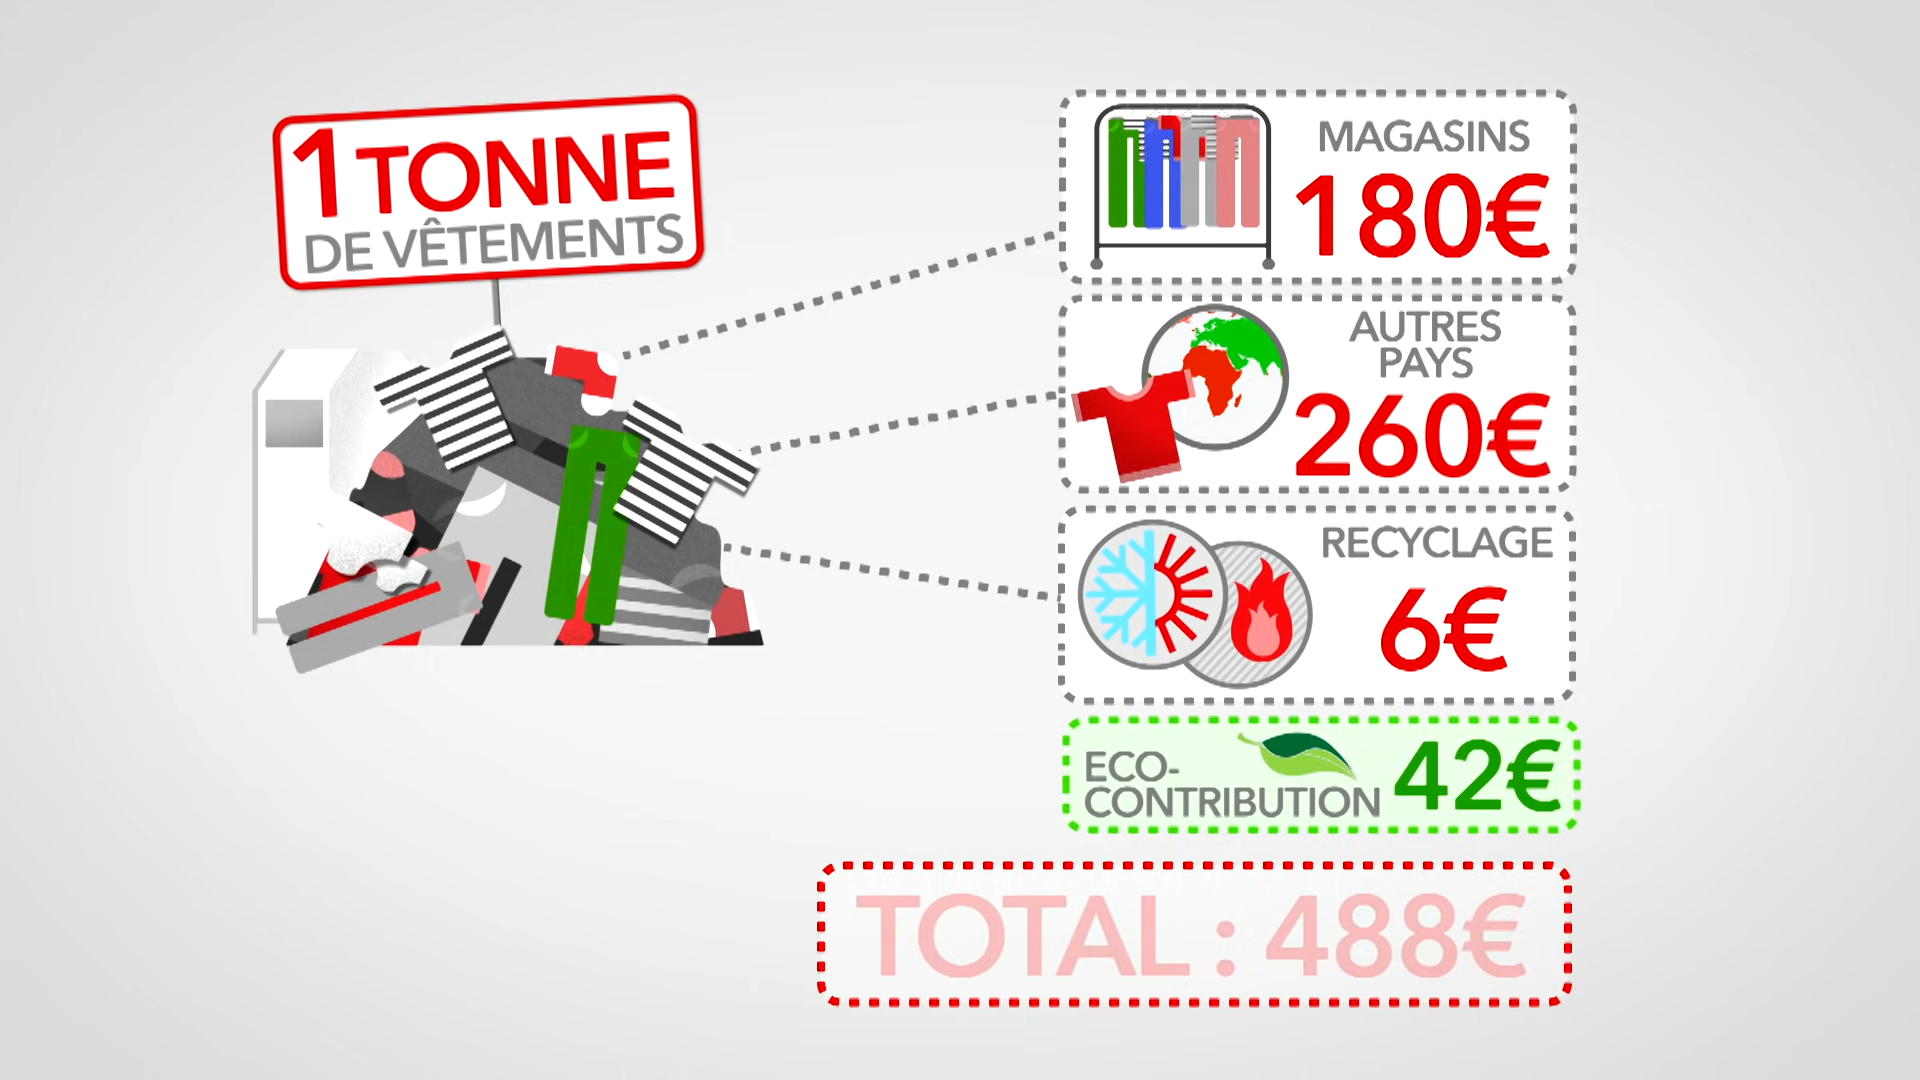 1 TONNE
DE VÊTEMENTS
MAGASINS
180€
AUTRES
PAYS
260€
RECYCLAGE
6€
ECO-
CONTRIBUTION
42€
TOTAL : 488€